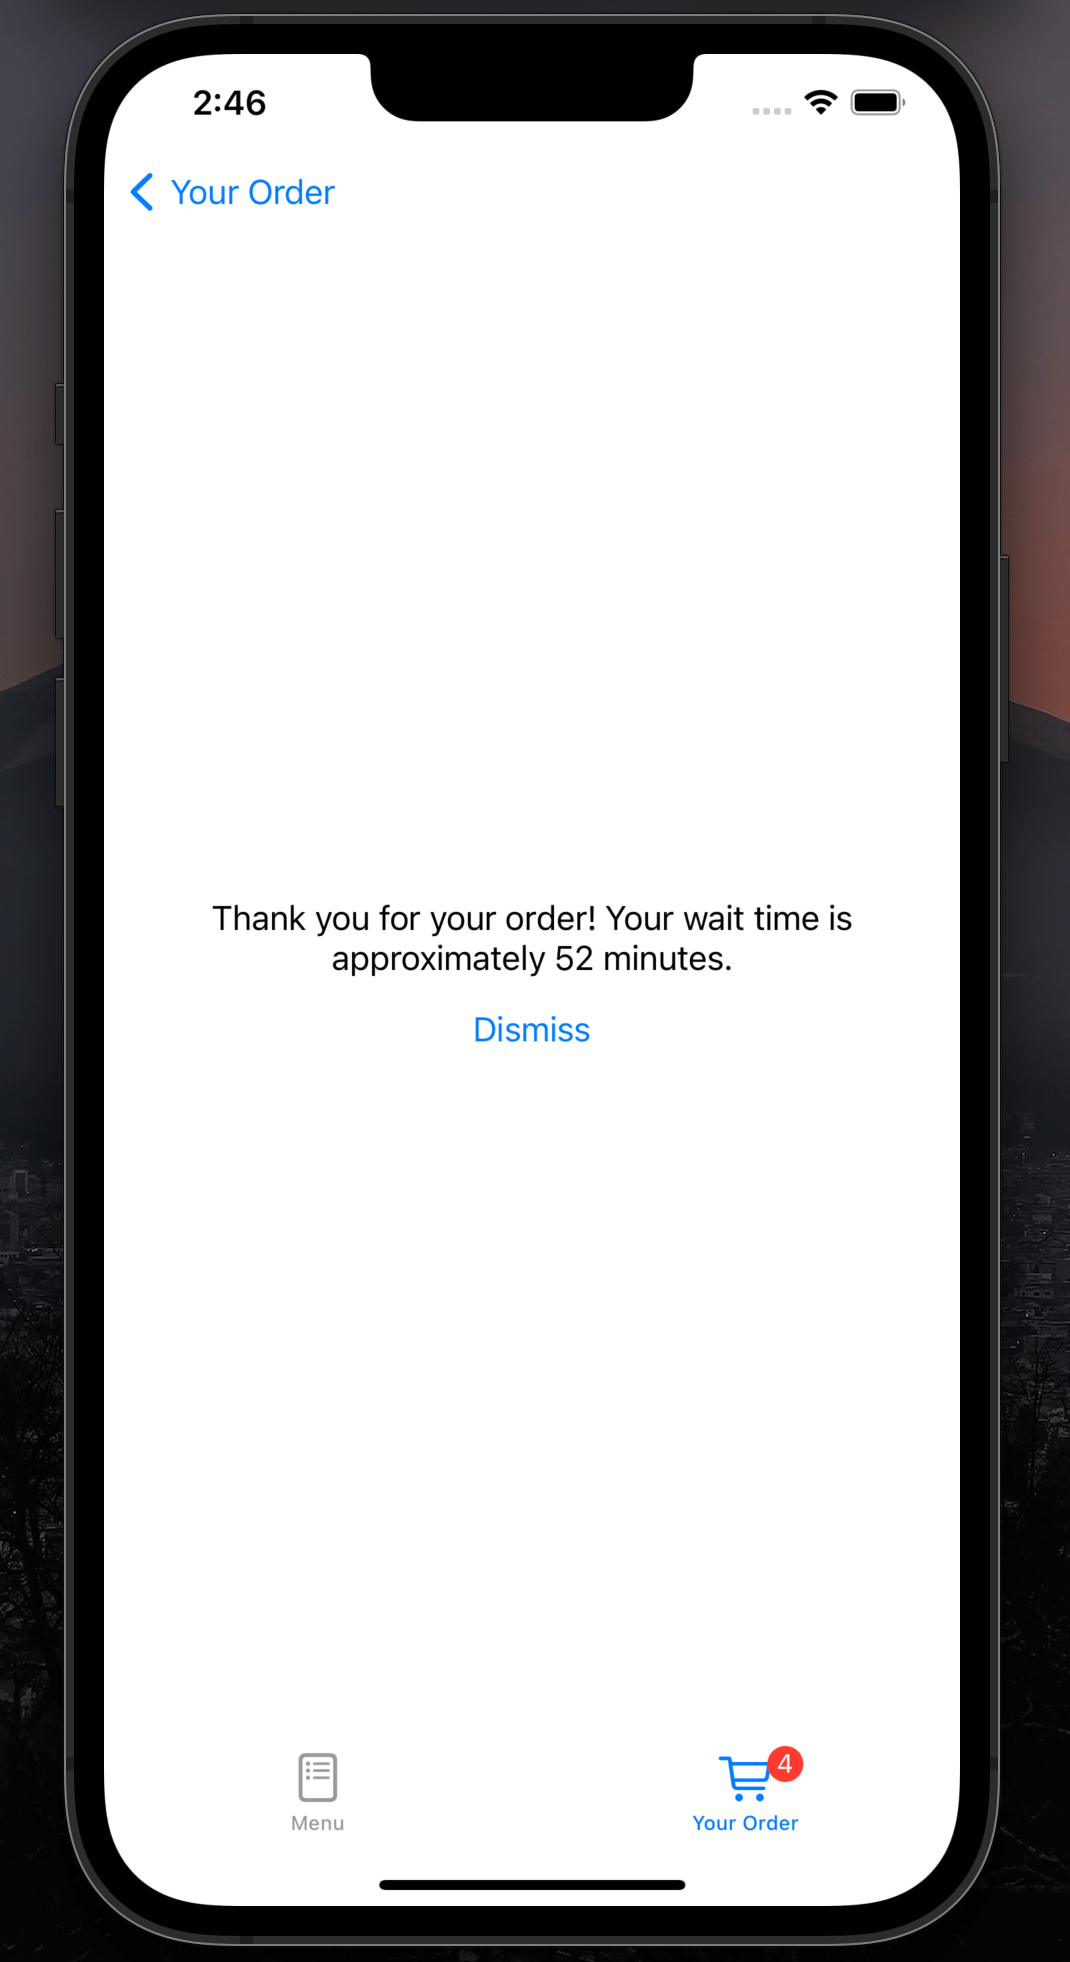 2:46
Your Order
Thank you for your order! Your wait time is
approximately 52 minutes.
Dismiss
4
Menu
Your Order